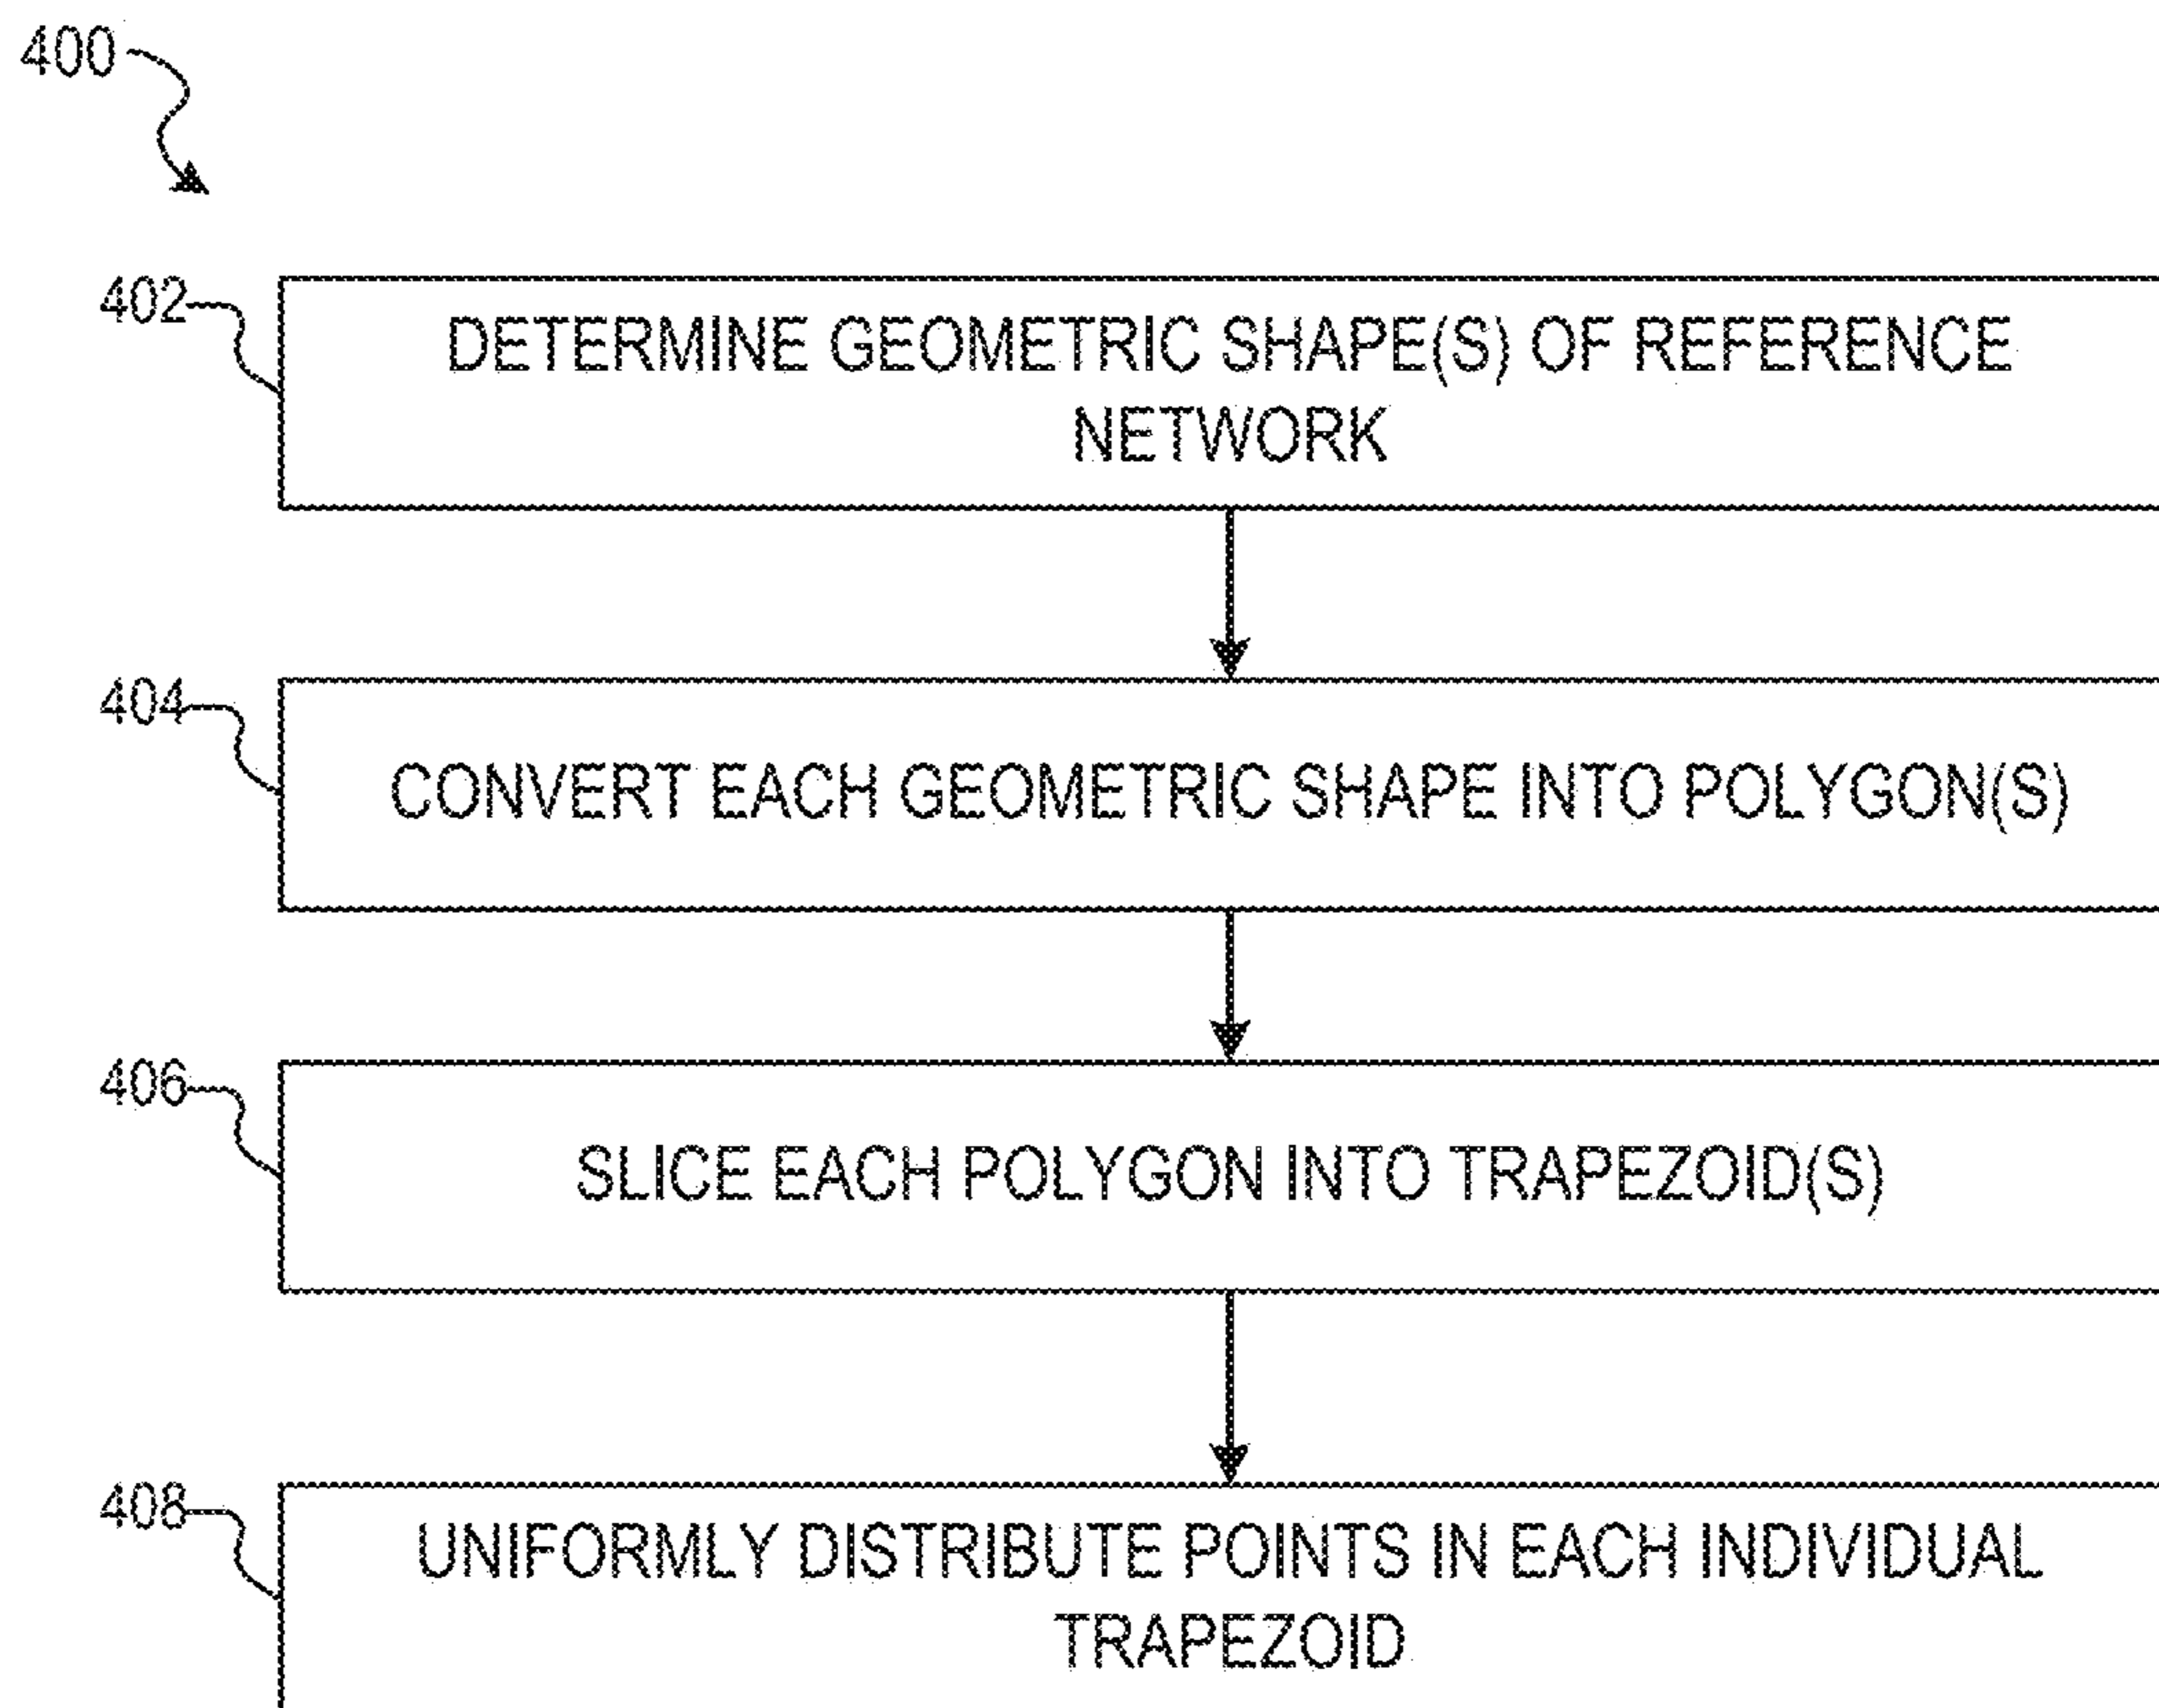 400
402
DETERMINE GEOMETRIC SHAPE(S) OF REFERENCE
NETWORK
404
CONVERT EACH GEOMETRIC SHAPE INTO POLYGON(S)
406
SLICE EACH POLYGON INTO TRAPEZOID(S)
408
UNIFORMLY DISTRIBUTE POINTS IN EACH INDIVIDUAL
TRAPEZOID